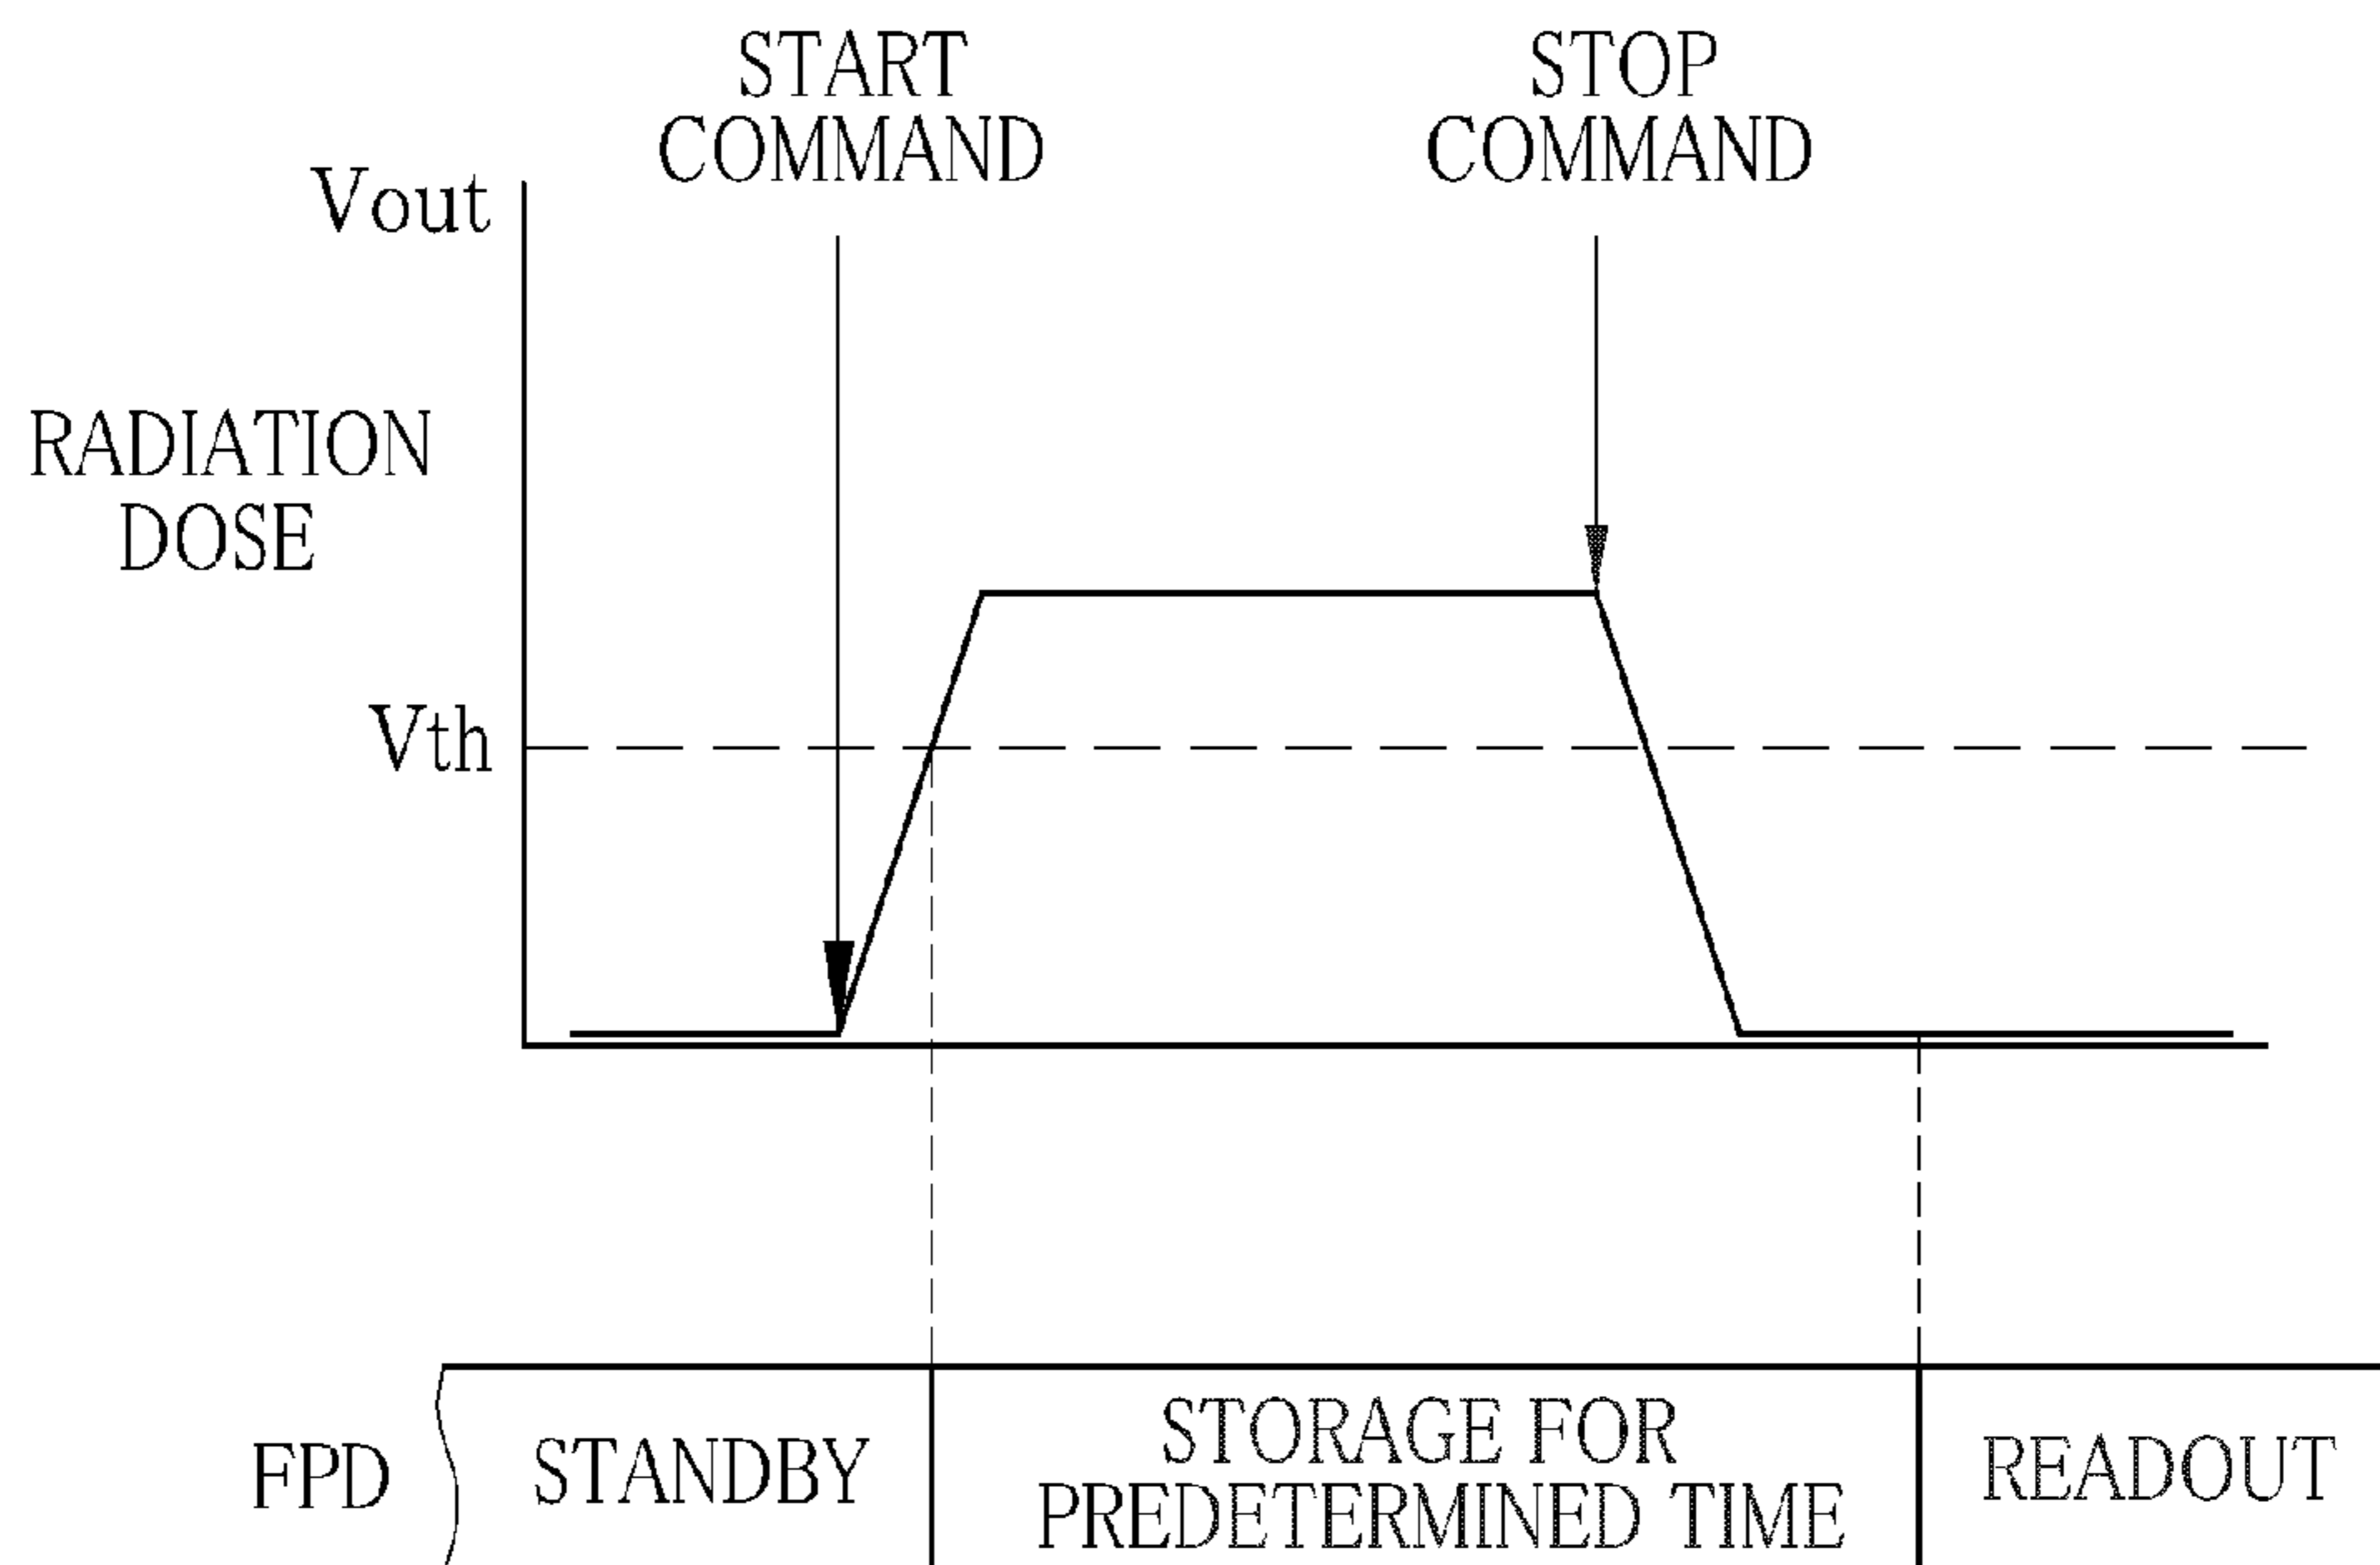 START
COMMAND
STOP
COMMAND
Vout
RADIATION
DOSE
Vth
FPD
STANDBY
STORAGE FOR
PREDETERMINED TIME
READOUT